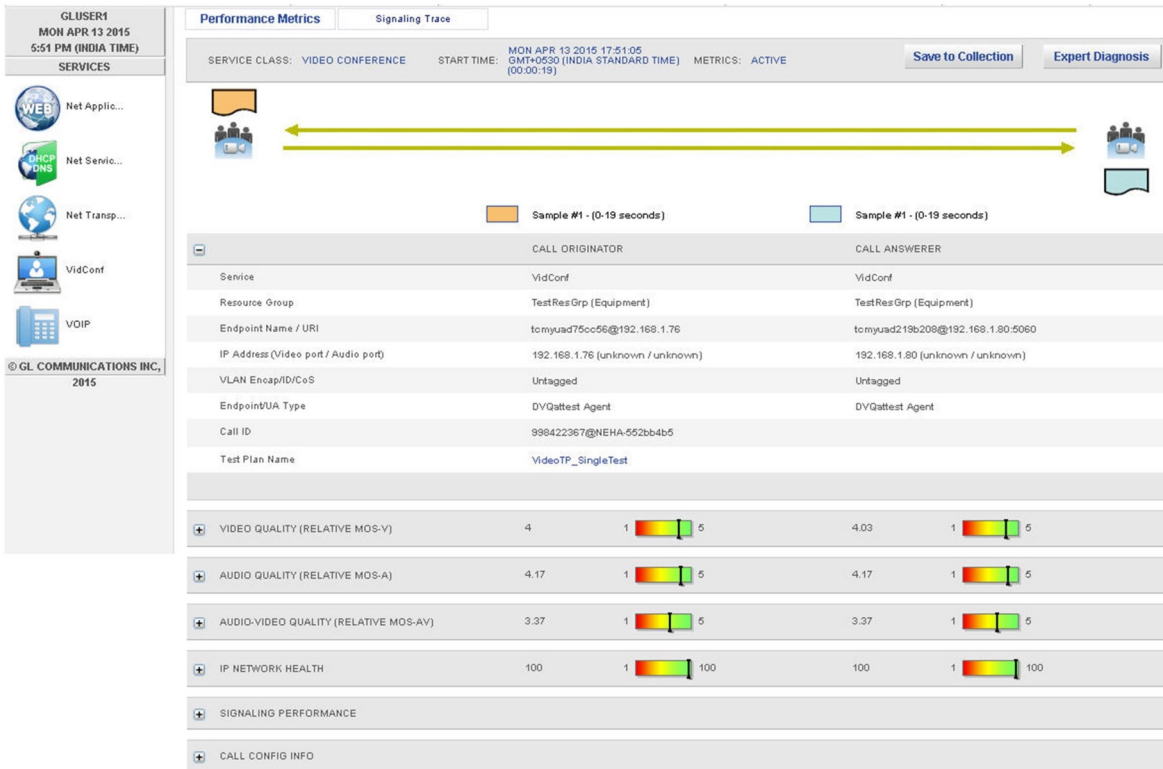 GLUSER1
MON APR 13 2015
5:51 PM (INDIA TIME)
SERVICES
WEB
Net Applic...
DHCP
DNS
Net Servic...
Net Transp...
VidConf
VOIP
© GL COMMUNICATIONS INC,
2015
Performance Metrics
Signaling Trace
SERVICE CLASS: VIDEO CONFERENCE
START TIME: MON APR 13 2015 17:51:05
GMT+0530 (INDIA STANDARD TIME)
(00:00:19)
METRICS: ACTIVE
Save to Collection
Expert Diagnosis
Sample #1 - (0-19 seconds)
Sample #1 - (0-19 seconds)
CALL ORIGINATOR CALL ANSWERER
Service VidConf VidConf
Resource Group TestResGrp (Equipment) TestResGrp (Equipment)
Endpoint Name / URI tcmyuad75cc56@192.168.1.76 tcmyuad219b208@192.168.1.80:5060
IP Address (Video port / Audio port) 192.168.1.76 (unknown / unknown) 192.168.1.80 (unknown / unknown)
VLAN Encap/ID/CoS Untagged Untagged
Endpoint/UA Type DVQattest Agent DVQattest Agent
Call ID 998422367@NEHA-552bb4b5
Test Plan Name VideoTP_SingleTest
VIDEO QUALITY (RELATIVE MOS-V) 4 1 5 4.03 1 5
AUDIO QUALITY (RELATIVE MOS-A) 4.17 1 5 4.17 1 5
AUDIO-VIDEO QUALITY (RELATIVE MOS-AV) 3.37 1 5 3.37 1 5
IP NETWORK HEALTH 100 1 100 100 1 100
SIGNALING PERFORMANCE
CALL CONFIG INFO